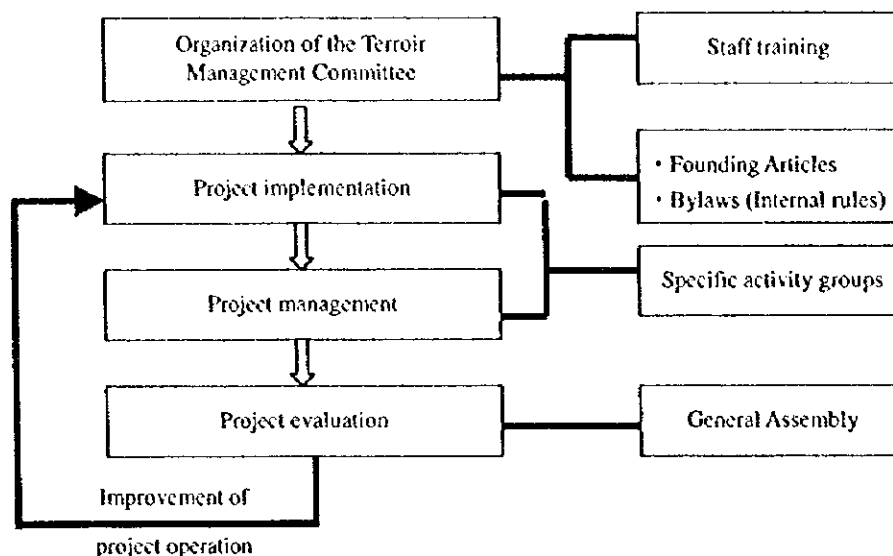 Organization of the Terroir
Management Committee
Staff training
• Founding Articles
• Bylaws (Internal rules)
Project implementation
Specific activity groups
Project management
Project evaluation
General Assembly
Improvement of
project operation